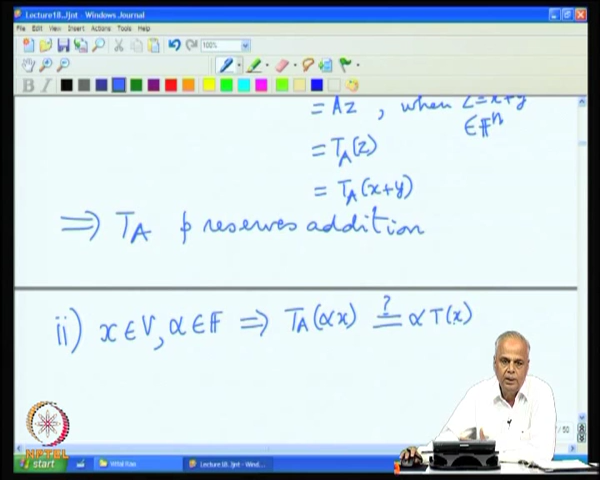 Lecture18.Jnt - Windows Journal
File Edit View Insert Actions Tools Help
100%
B I
= Az , when z=x+y
∈ 𝔽ⁿ
= T_A(z)
= T_A(x+y)
⟹ T_A preserves addition
ii) x∈V, α∈𝔽 ⟹ T_A(αx) ≟ αT(x)
NPTEL
start
Lecture18.Jnt - Wind...